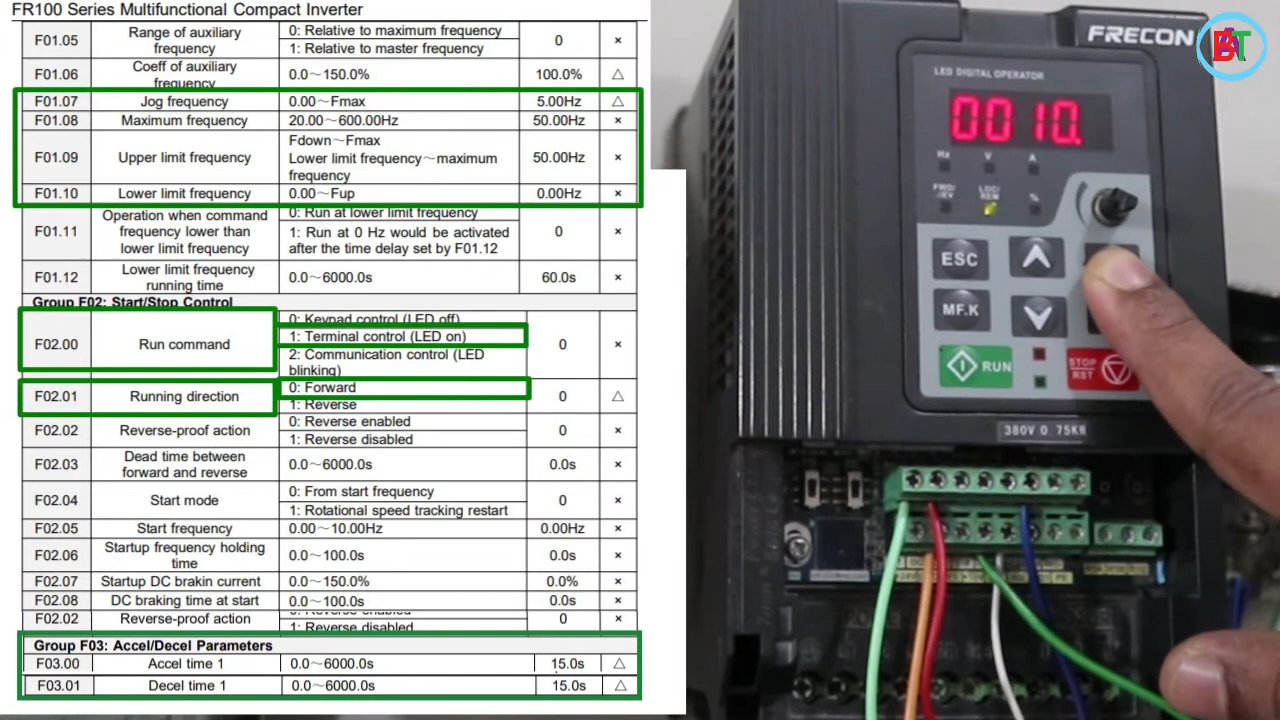 FR100 Series Multifunctional Compact Inverter
F01.05 Range of auxiliary frequency 0: Relative to maximum frequency 0 ×
1: Relative to master frequency
F01.06 Coeff of auxiliary frequency 0.0～150.0% 100.0% △
F01.07 Jog frequency 0.00～Fmax 5.00Hz △
F01.08 Maximum frequency 20.00～600.00Hz 50.00Hz ×
F01.09 Upper limit frequency Fdown～Fmax 50.00Hz ×
Lower limit frequency～maximum
frequency
F01.10 Lower limit frequency 0.00～Fup 0.00Hz ×
F01.11 Operation when command frequency lower than lower limit frequency 0: Run at lower limit frequency 0 ×
1: Run at 0 Hz would be activated
after the time delay set by F01.12
F01.12 Lower limit frequency running time 0.0～6000.0s 60.0s ×
Group F02: Start/Stop Control
F02.00 Run command 0: Keypad control (LED off) 0 ×
1: Terminal control (LED on)
2: Communication control (LED
blinking)
F02.01 Running direction 0: Forward 0 △
1: Reverse
F02.02 Reverse-proof action 0: Reverse enabled 0 ×
1: Reverse disabled
F02.03 Dead time between forward and reverse 0.0～6000.0s 0.0s ×
F02.04 Start mode 0: From start frequency 0 ×
1: Rotational speed tracking restart
F02.05 Start frequency 0.00～10.00Hz 0.00Hz ×
F02.06 Startup frequency holding time 0.0～100.0s 0.0s ×
F02.07 Startup DC brakin current 0.0～150.0% 0.0% ×
F02.08 DC braking time at start 0.0～100.0s 0.0s ×
F02.02 Reverse-proof action 0: Reverse enabled 0 ×
1: Reverse disabled
Group F03: Accel/Decel Parameters
F03.00 Accel time 1 0.0～6000.0s 15.0s △
F03.01 Decel time 1 0.0～6000.0s 15.0s △
FRECON
BAT
LED DIGITAL OPERATOR
0010.
Hz V A
FWD/
REV
LOC/
REM
%
ESC
MF.K
RUN
STOP/
RST
380V 0.75KW